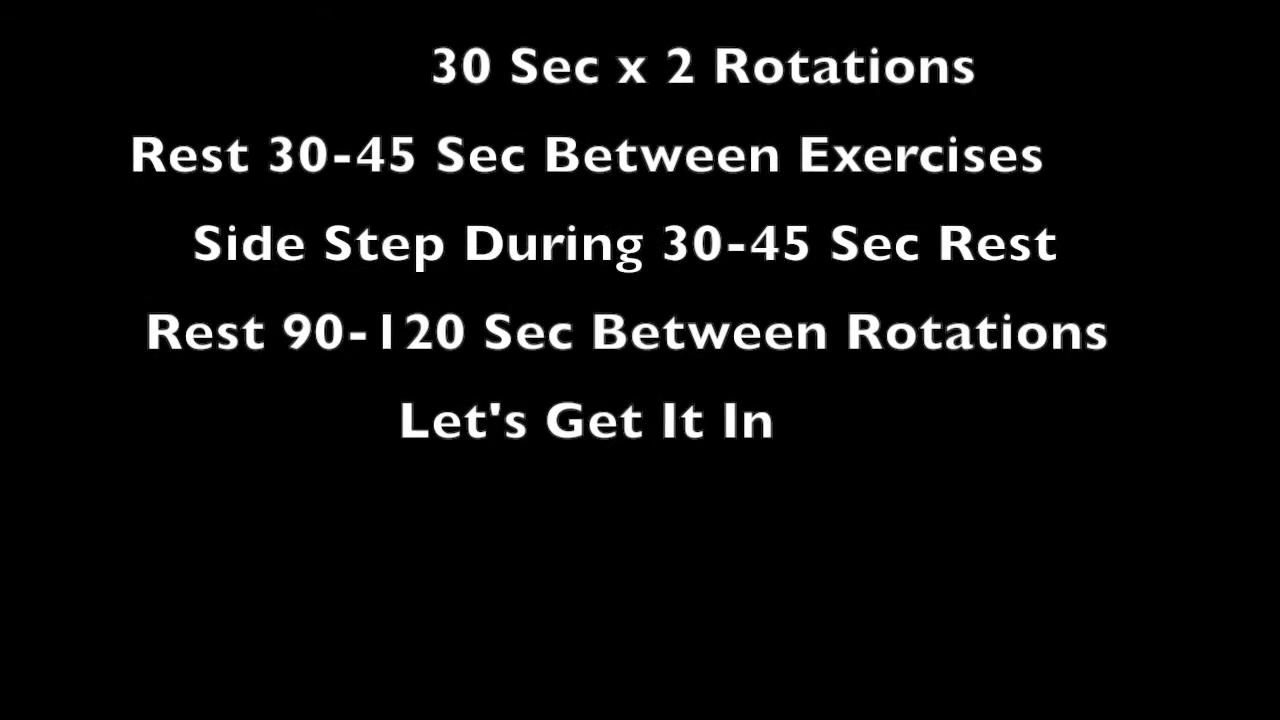 30 Sec x 2 Rotations
Rest 30-45 Sec Between Exercises
Side Step During 30-45 Sec Rest
Rest 90-120 Sec Between Rotations
Let's Get It In